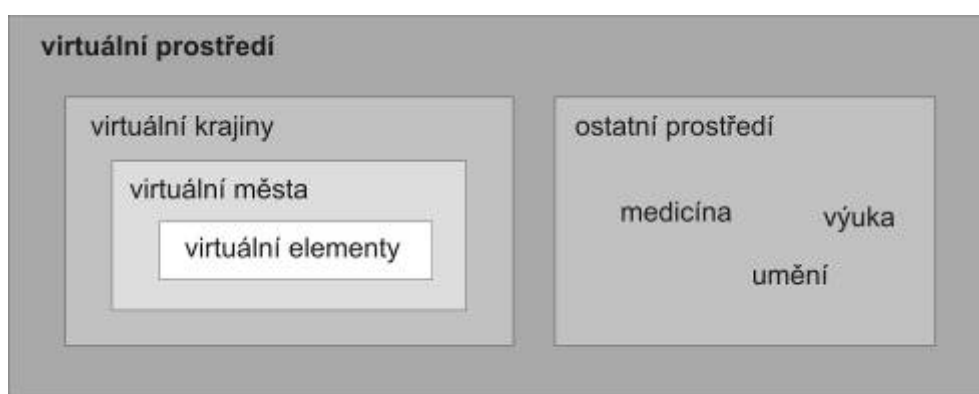 virtuální prostředí
virtuální krajiny
virtuální města
virtuální elementy
ostatní prostředí
medicína
výuka
umění